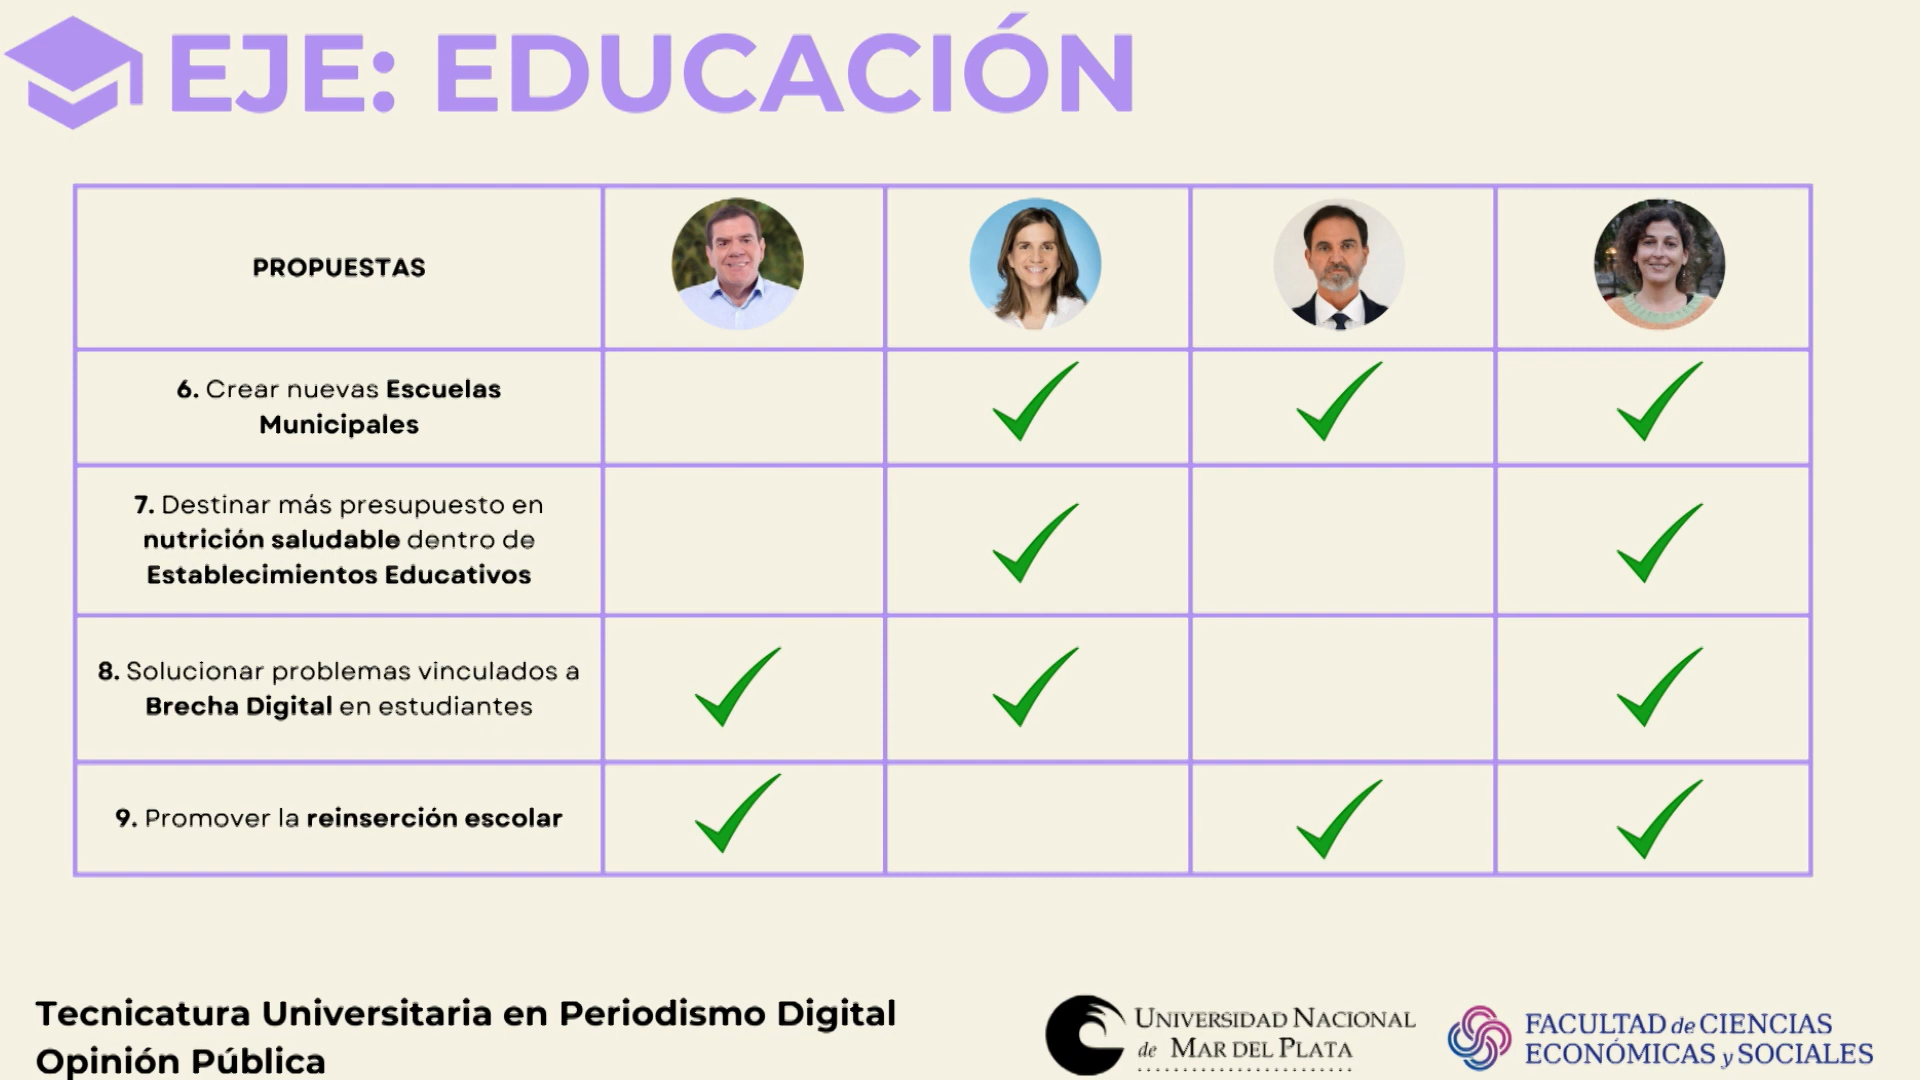 EJE: EDUCACIÓN
PROPUESTAS
6. Crear nuevas Escuelas
Municipales
7. Destinar más presupuesto en
nutrición saludable dentro de
Establecimientos Educativos
8. Solucionar problemas vinculados a
Brecha Digital en estudiantes
9. Promover la reinserción escolar
Tecnicatura Universitaria en Periodismo Digital
Opinión Pública
UNIVERSIDAD NACIONAL
de MAR DEL PLATA
FACULTAD de CIENCIAS
ECONÓMICAS y SOCIALES